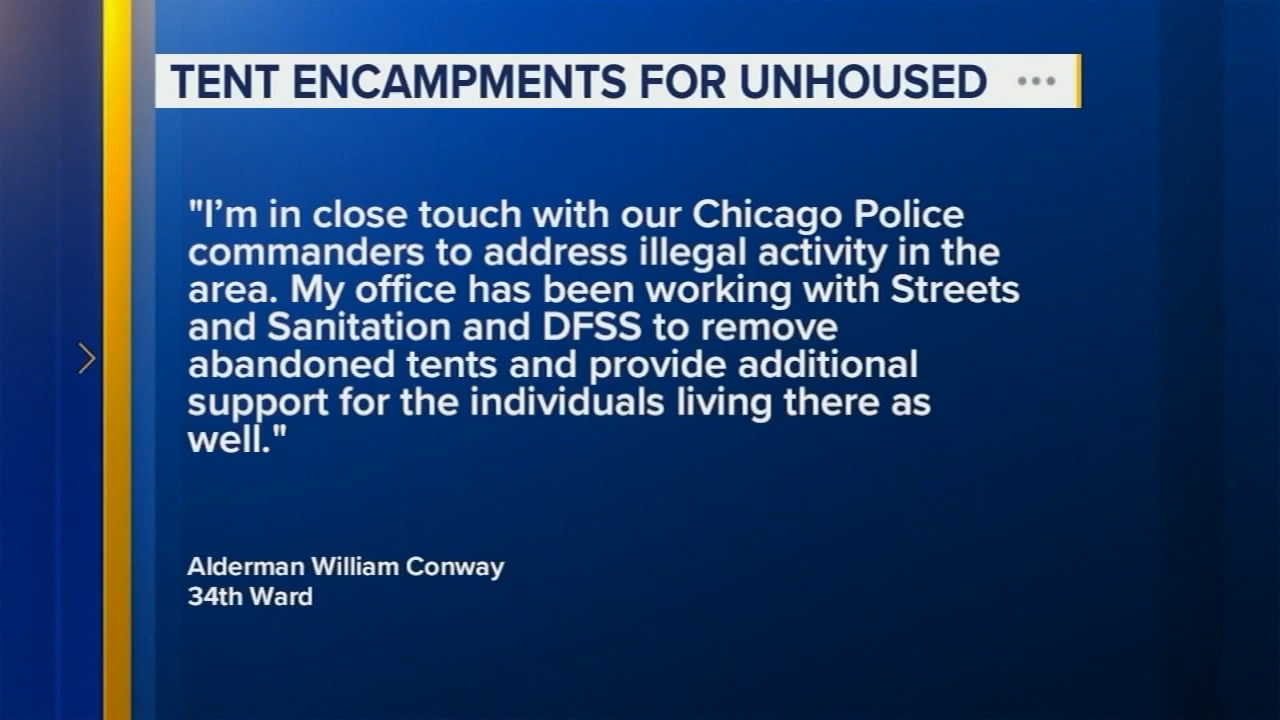 TENT ENCAMPMENTS FOR UNHOUSED
"I’m in close touch with our Chicago Police
commanders to address illegal activity in the
area. My office has been working with Streets
and Sanitation and DFSS to remove
abandoned tents and provide additional
support for the individuals living there as
well."
Alderman William Conway
34th Ward